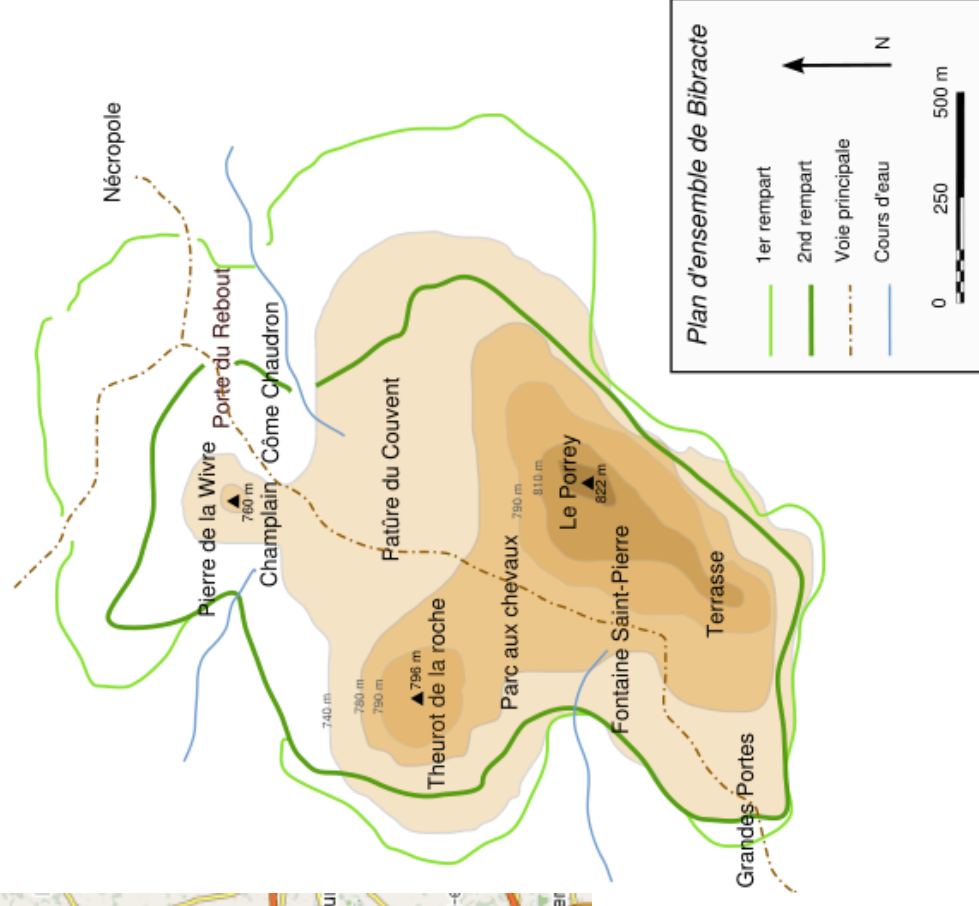 Nécropole
Pierre de la Wivre
Porte du Rebout
760 m
Champlain
Côme Chaudron
740 m
780 m
790 m
Patûre du Couvent
796 m
Theurot de la roche
Parc aux chevaux
790 m
810 m
Le Porrey
822 m
Fontaine Saint-Pierre
Terrasse
Grandes Portes
Plan d'ensemble de Bibracte
1er rempart
2nd rempart
Voie principale
Cours d'eau
N
0 250 500 m